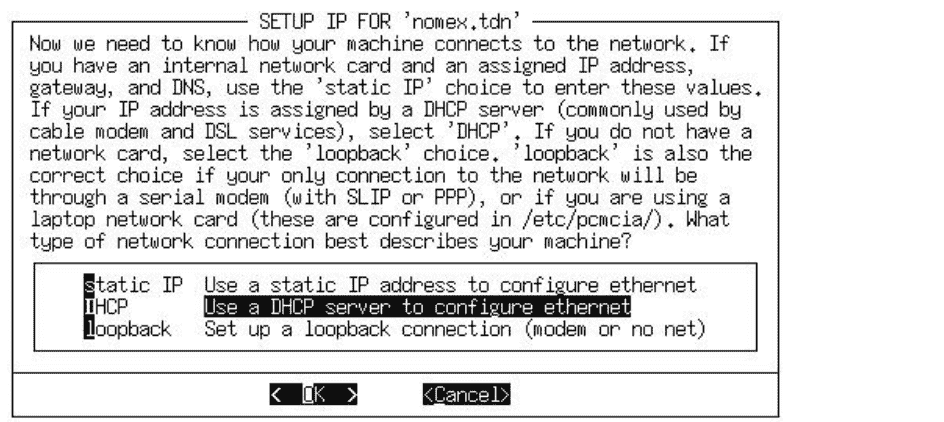 SETUP IP FOR 'nomex.tdn'
Now we need to know how your machine connects to the network. If
you have an internal network card and an assigned IP address,
gateway, and DNS, use the 'static IP' choice to enter these values.
If your IP address is assigned by a DHCP server (commonly used by
cable modem and DSL services), select 'DHCP'. If you do not have a
network card, select the 'loopback' choice. 'loopback' is also the
correct choice if your only connection to the network will be
through a serial modem (with SLIP or PPP), or if you are using a
laptop network card (these are configured in /etc/pcmcia/). What
type of network connection best describes your machine?
static IP  Use a static IP address to configure ethernet
DHCP  Use a DHCP server to configure ethernet
loopback  Set up a loopback connection (modem or no net)
<  OK  >  <Cancel>